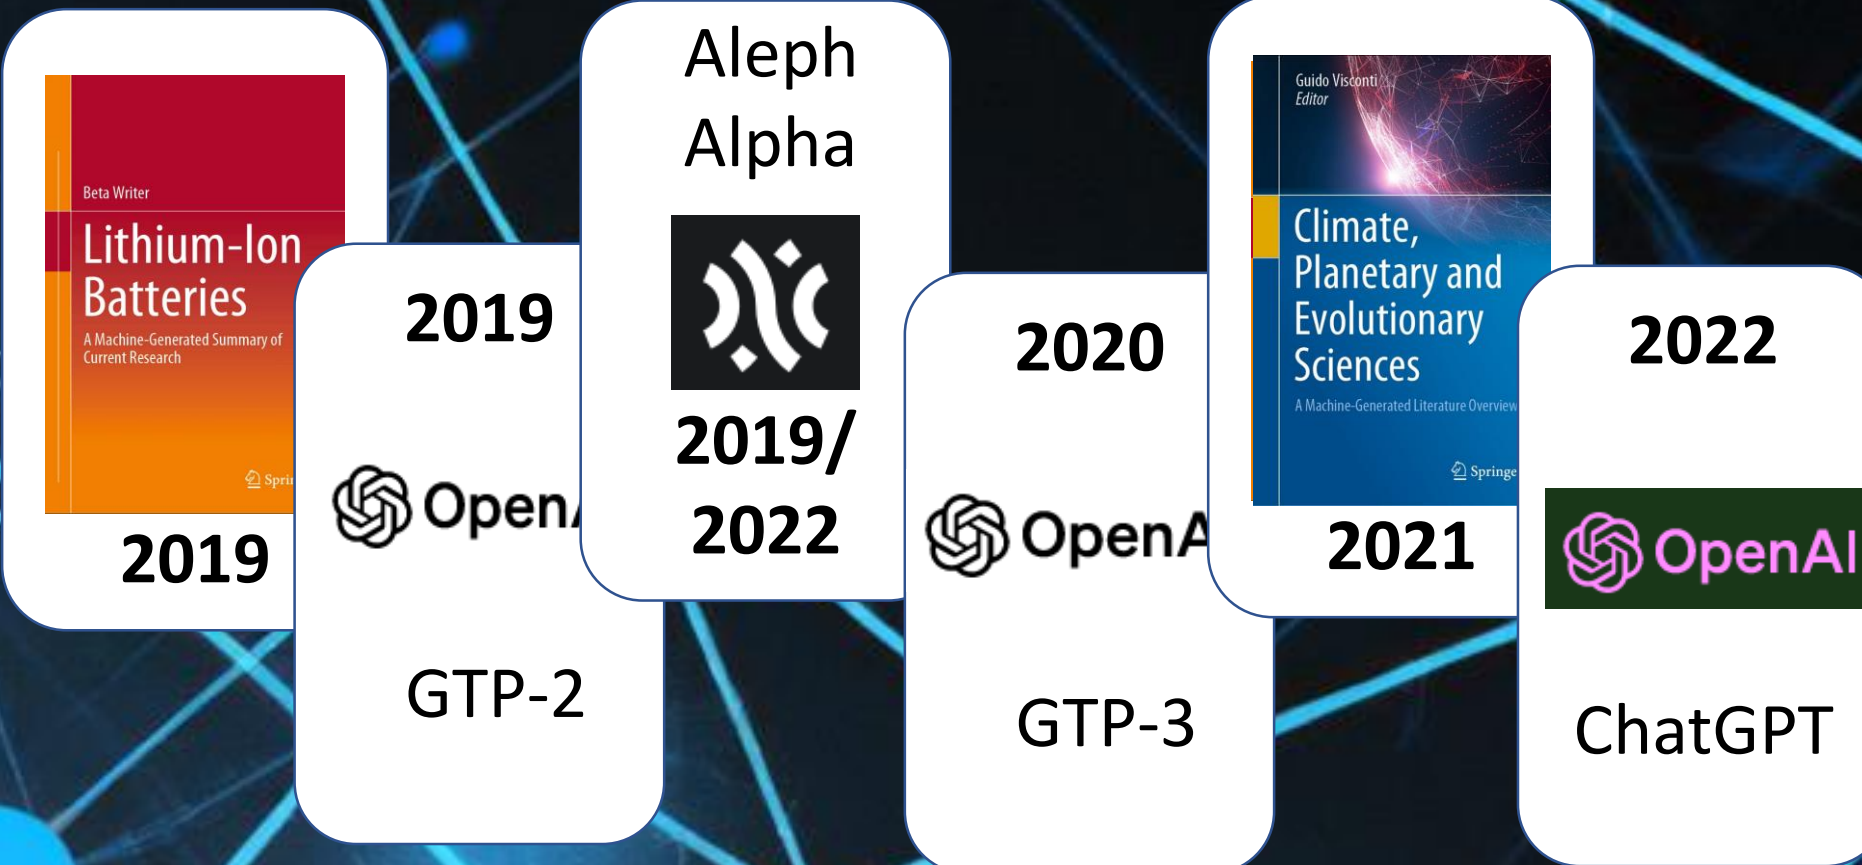 Beta Writer
Lithium-Ion
Batteries
A Machine-Generated Summary of
Current Research
2019
2019
GTP-2
Aleph
Alpha
2019/
2022
2020
OpenA
GTP-3
Guido Visconti
Editor
Climate,
Planetary and
Evolutionary
Sciences
A Machine-Generated Literature Overview
Springe
2021
2022
OpenAI
ChatGPT